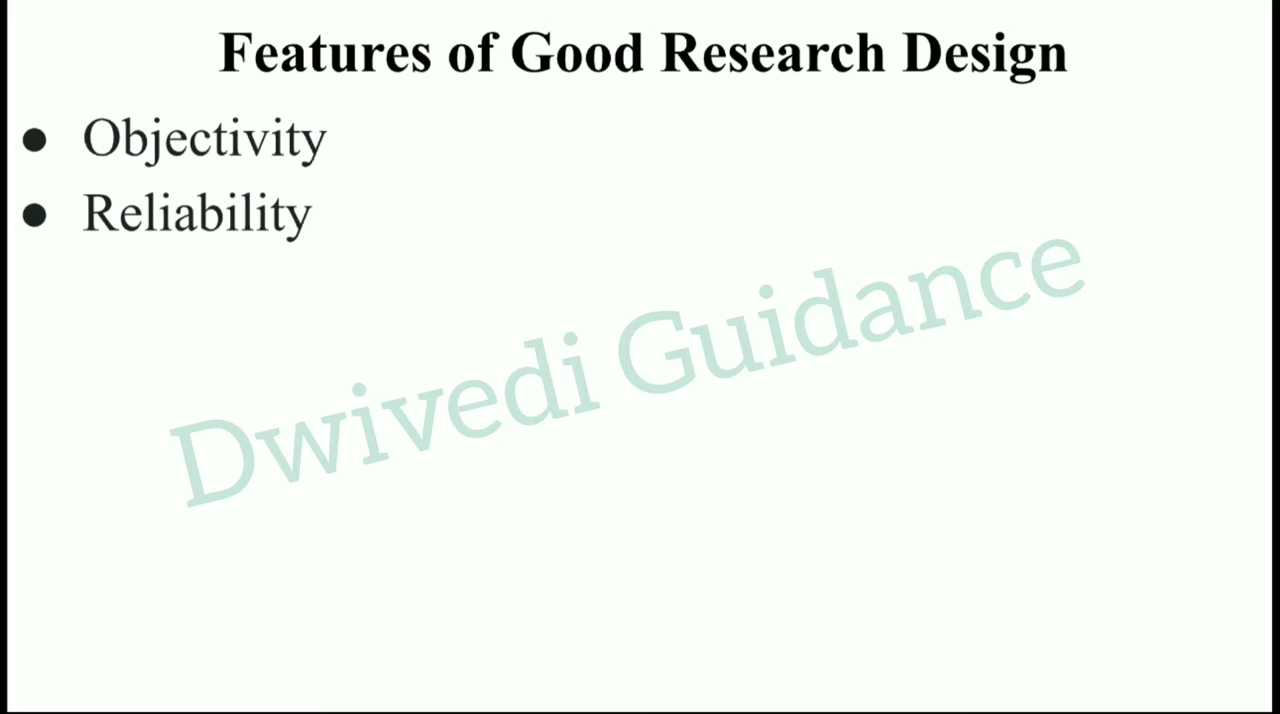 Features of Good Research Design
● Objectivity
● Reliability
Dwivedi Guidance